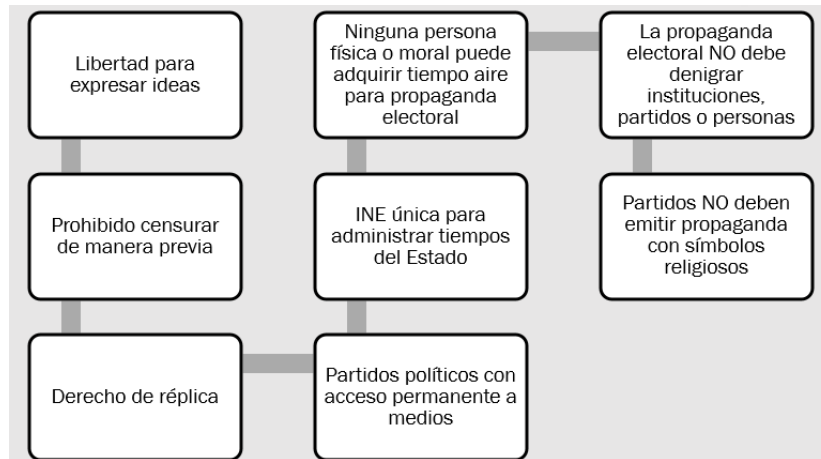 Libertad para
expresar ideas
Prohibido censurar
de manera previa
Derecho de réplica
Partidos políticos con
acceso permanente a
medios
INE única para
administrar tiempos
del Estado
Ninguna persona
física o moral puede
adquirir tiempo aire
para propaganda
electoral
La propaganda
electoral NO debe
denigrar
instituciones,
partidos o personas
Partidos NO deben
emitir propaganda
con símbolos
religiosos